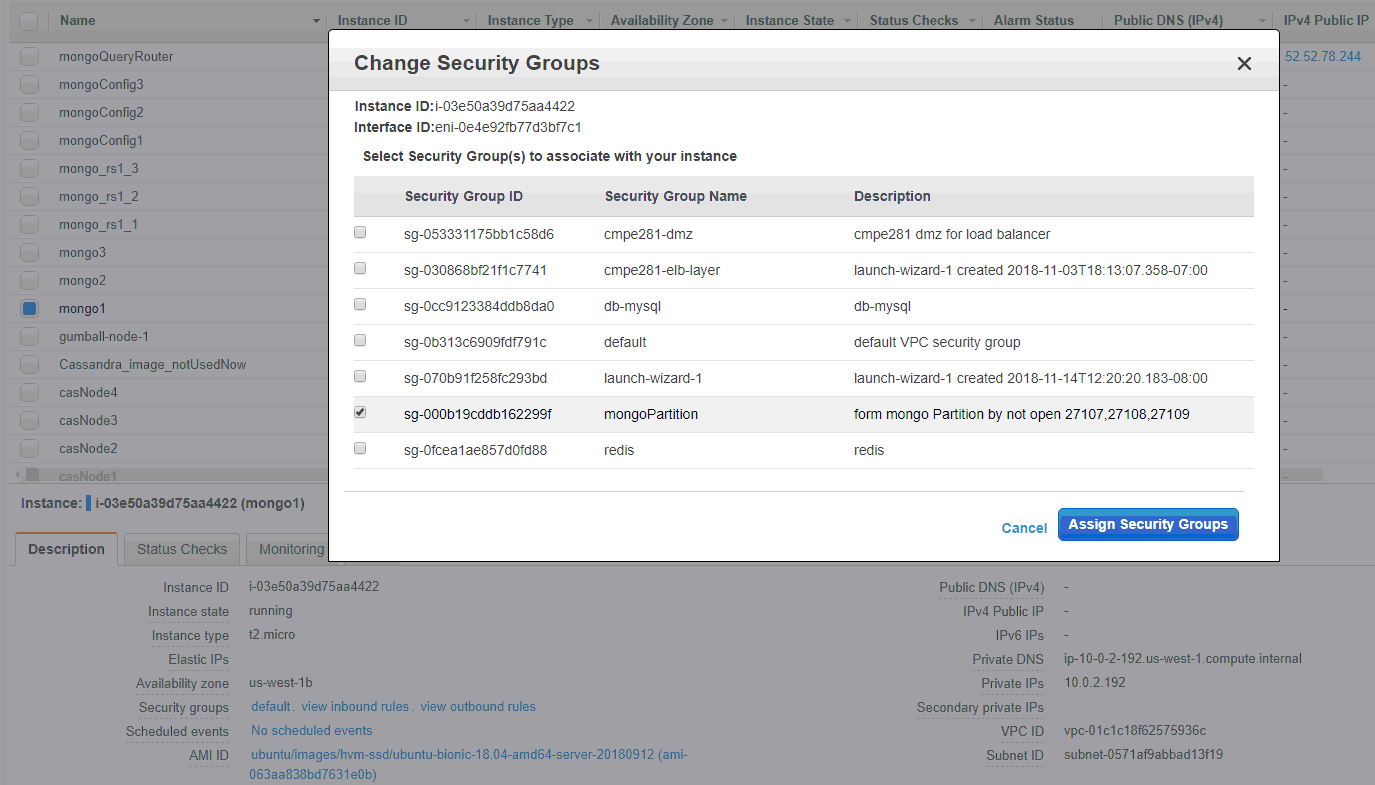 Name Instance ID Instance Type Availability Zone Instance State Status Checks Alarm Status Public DNS (IPv4) IPv4 Public IP
mongoQueryRouter 52.52.78.244
mongoConfig3 -
mongoConfig2 -
mongoConfig1 -
mongo_rs1_3 -
mongo_rs1_2 -
mongo_rs1_1 -
mongo3 -
mongo2 -
mongo1 -
gumball-node-1 -
Cassandra_image_notUsedNow -
casNode4 -
casNode3 -
casNode2 -
casNode1 -
Change Security Groups
Instance ID:i-03e50a39d75aa4422
Interface ID:eni-0e4e92fb77d3bf7c1
Select Security Group(s) to associate with your instance
Security Group ID Security Group Name Description
sg-053331175bb1c58d6 cmpe281-dmz cmpe281 dmz for load balancer
sg-030868bf21f1c7741 cmpe281-elb-layer launch-wizard-1 created 2018-11-03T18:13:07.358-07:00
sg-0cc9123384ddb8da0 db-mysql db-mysql
sg-0b313c6909fdf791c default default VPC security group
sg-070b91f258fc293bd launch-wizard-1 launch-wizard-1 created 2018-11-14T12:20:20.183-08:00
sg-000b19cddb162299f mongoPartition form mongo Partition by not open 27107,27108,27109
sg-0fcea1ae857d0fd88 redis redis
Cancel Assign Security Groups
Instance: i-03e50a39d75aa4422 (mongo1)
Description Status Checks Monitoring
Instance ID i-03e50a39d75aa4422 Public DNS (IPv4) -
Instance state running IPv4 Public IP -
Instance type t2.micro IPv6 IPs -
Elastic IPs Private DNS ip-10-0-2-192.us-west-1.compute.internal
Availability zone us-west-1b Private IPs 10.0.2.192
Security groups default. view inbound rules. view outbound rules Secondary private IPs
Scheduled events No scheduled events VPC ID vpc-01c1c18f62575936c
AMI ID ubuntu/images/hvm-ssd/ubuntu-bionic-18.04-amd64-server-20180912 (ami- Subnet ID subnet-0571af9abbad13f19
063aa838bd7631e0b)